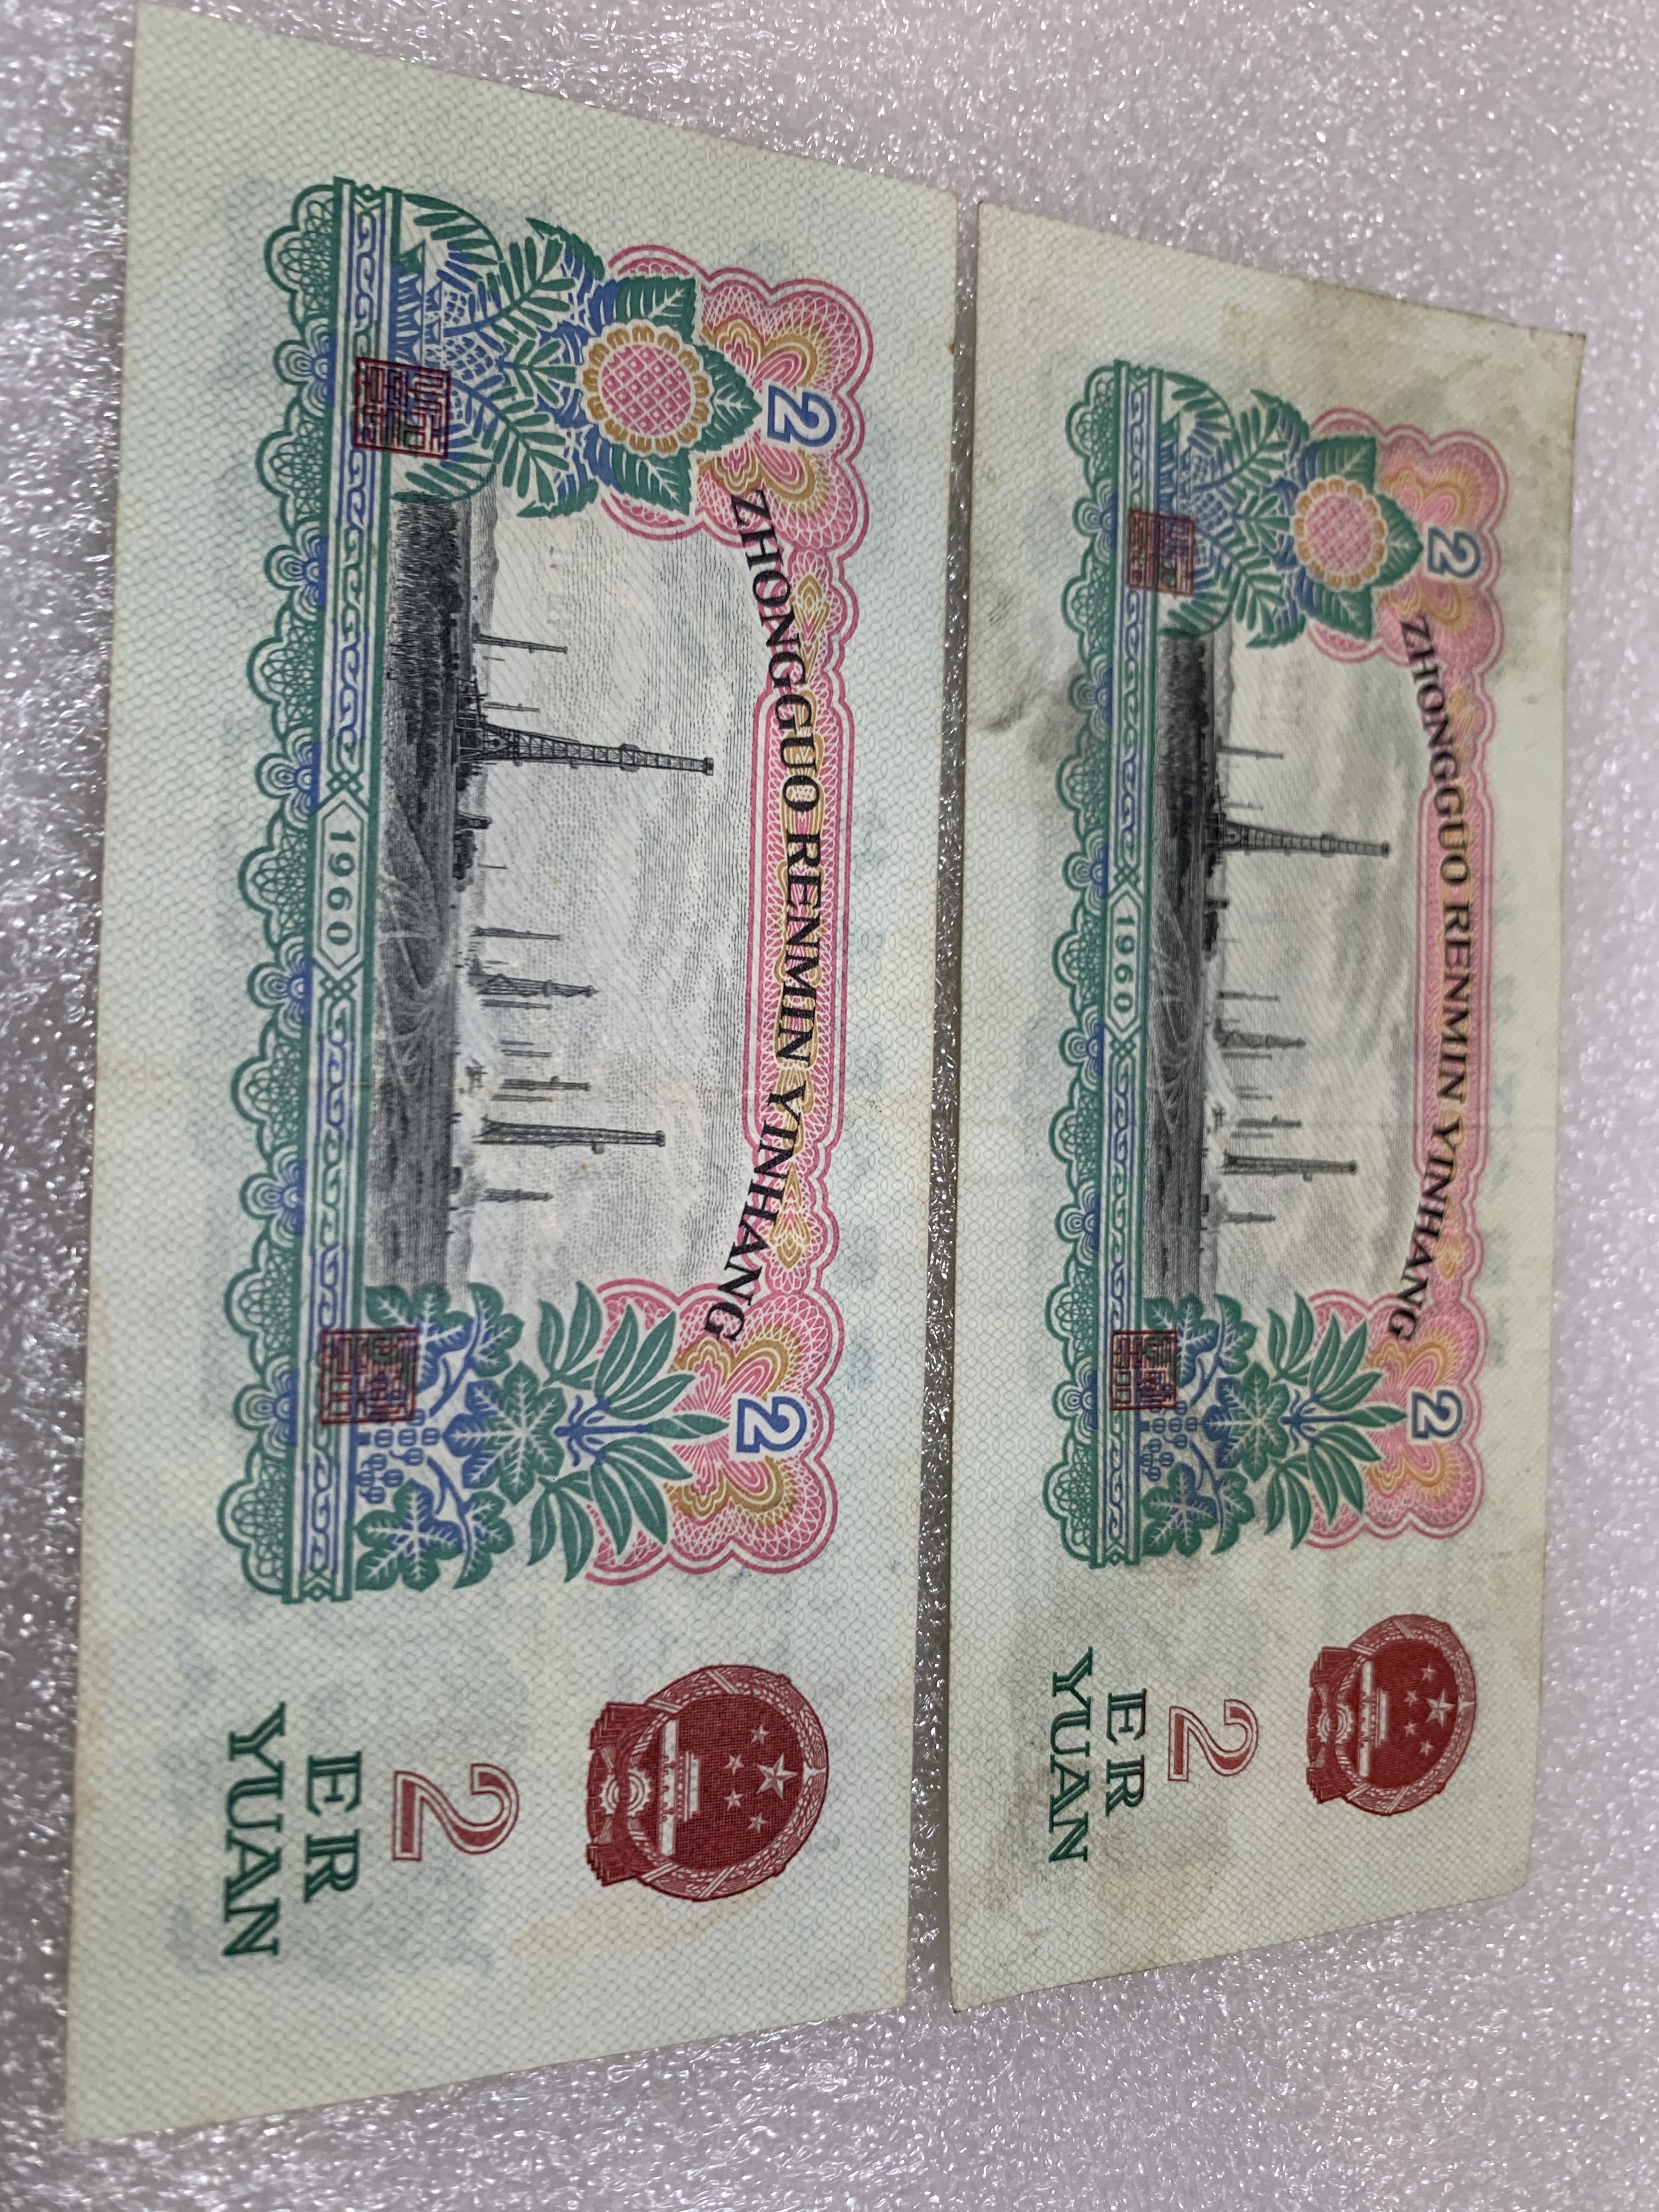 2
ZHONGGUO RENMIN YINHANG
2
1960
2
ER
YUAN
2
ZHONGGUO RENMIN YINHANG
2
1960
2
ER
YUAN